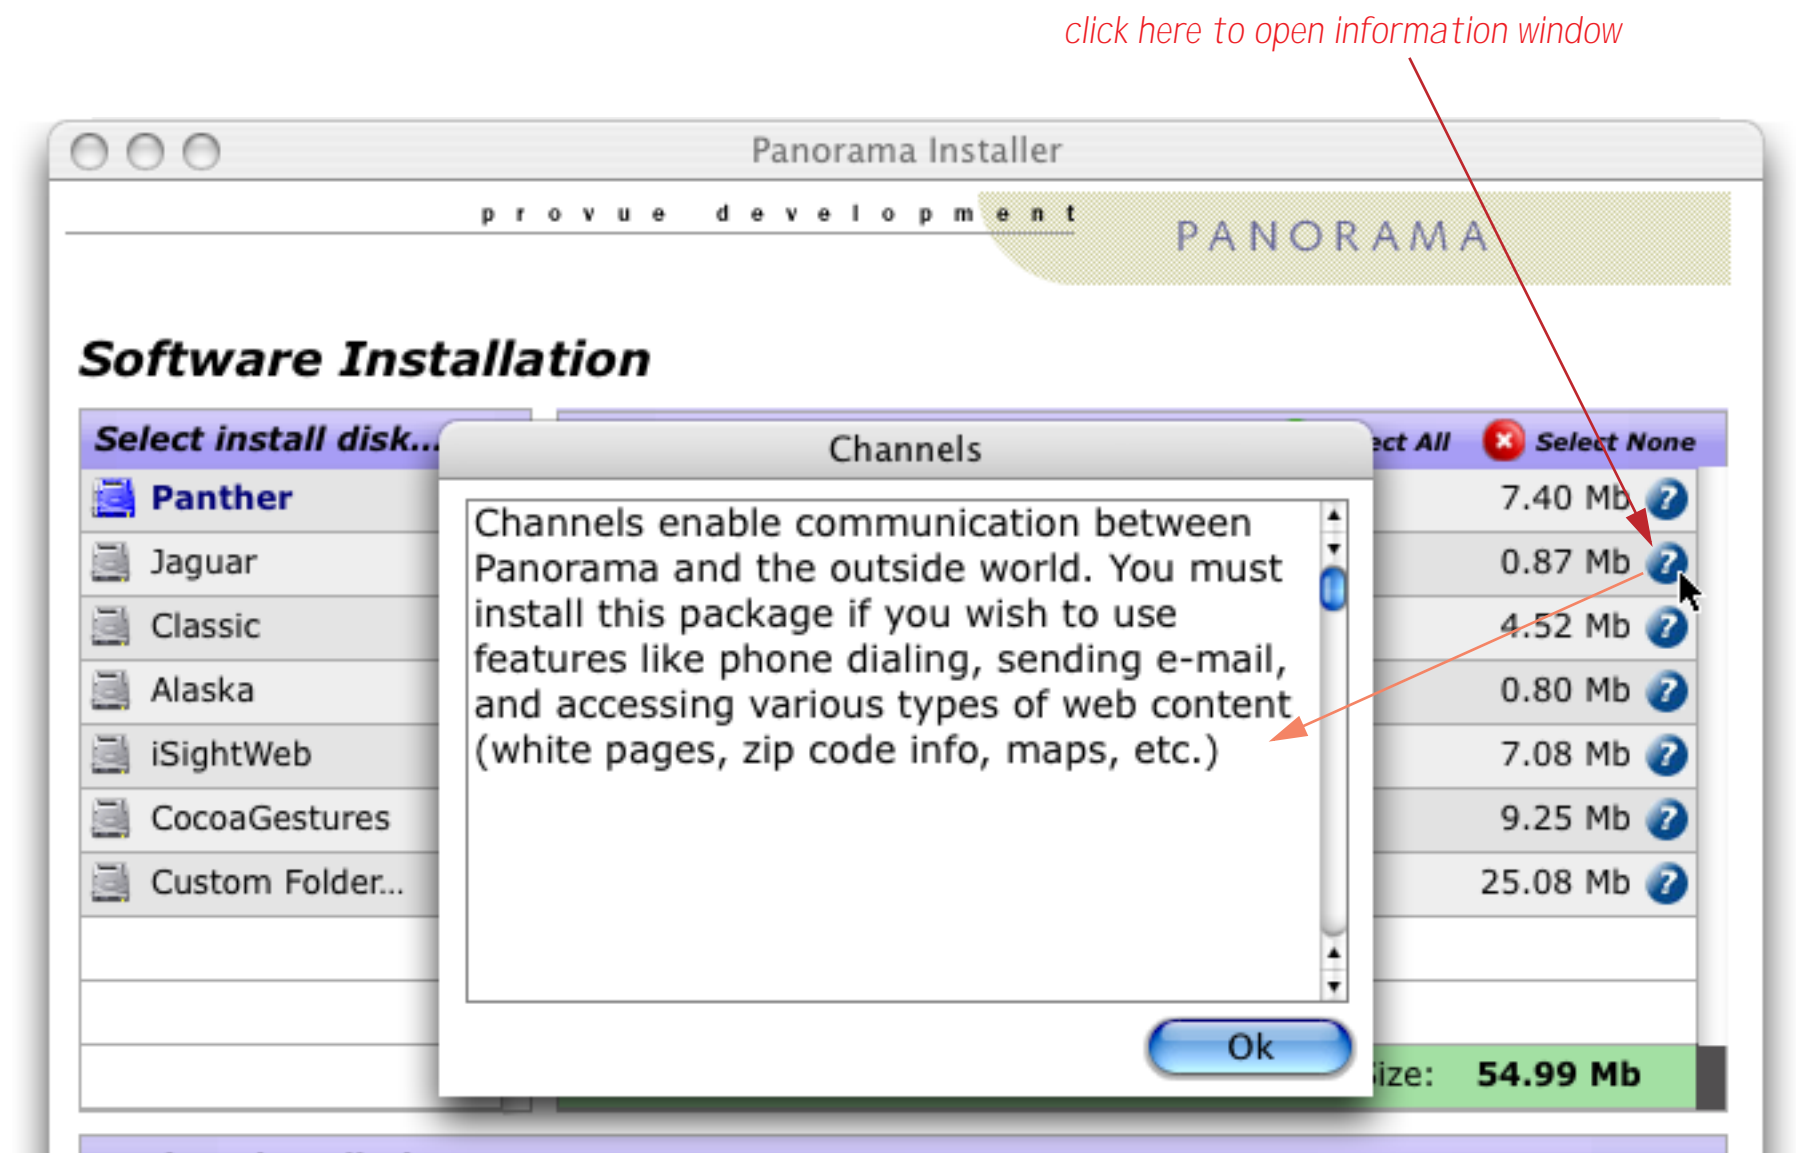 click here to open information window
Panorama Installer
provue development
PANORAMA
Software Installation
Select install disk...
Select None
Channels
Panther
7.40 Mb
Jaguar
0.87 Mb
Classic
4.52 Mb
Alaska
0.80 Mb
iSightWeb
7.08 Mb
CocoaGestures
9.25 Mb
Custom Folder...
25.08 Mb
Channels enable communication between
Panorama and the outside world. You must
install this package if you wish to use
features like phone dialing, sending e-mail,
and accessing various types of web content
(white pages, zip code info, maps, etc.)
Ok
54.99 Mb